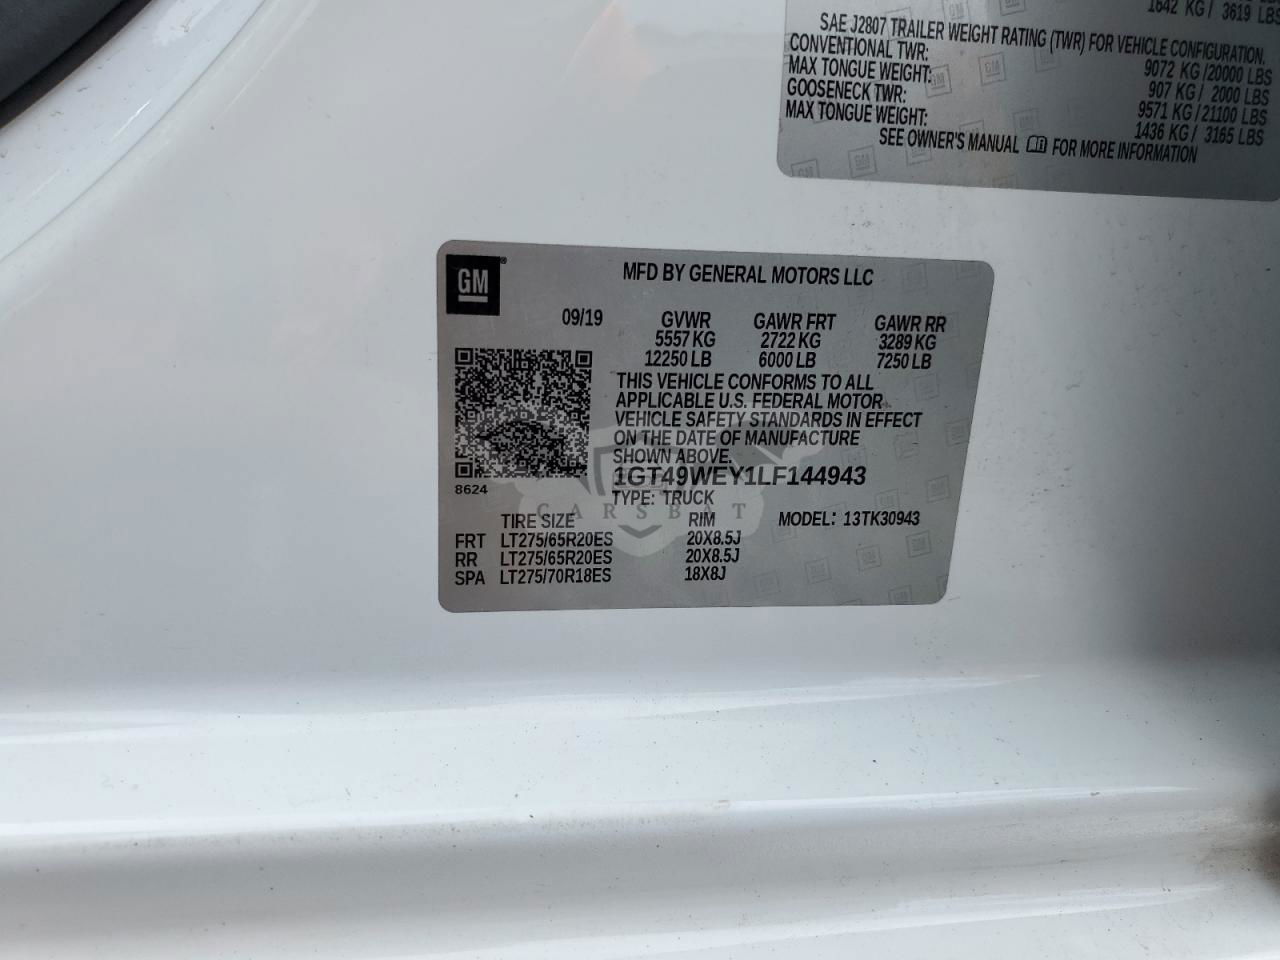 1642 KG / 3619 LBS
SAE J2807 TRAILER WEIGHT RATING (TWR) FOR VEHICLE CONFIGURATION.
CONVENTIONAL TWR: 9072 KG /20000 LBS
MAX TONGUE WEIGHT: 907 KG / 2000 LBS
GOOSENECK TWR: 9571 KG /21100 LBS
MAX TONGUE WEIGHT: 1436 KG / 3165 LBS
SEE OWNER'S MANUAL FOR MORE INFORMATION
GM® MFD BY GENERAL MOTORS LLC
09/19 GVWR GAWR FRT GAWR RR
5557 KG 2722 KG 3289 KG
12250 LB 6000 LB 7250 LB
THIS VEHICLE CONFORMS TO ALL
APPLICABLE U.S. FEDERAL MOTOR
VEHICLE SAFETY STANDARDS IN EFFECT
ON THE DATE OF MANUFACTURE
SHOWN ABOVE.
1GT49WEY1LF144943
8624
TYPE: TRUCK
CARSBAT
TIRE SIZE RIM MODEL: 13TK30943
FRT LT275/65R20ES 20X8.5J
RR LT275/65R20ES 20X8.5J
SPA LT275/70R18ES 18X8J